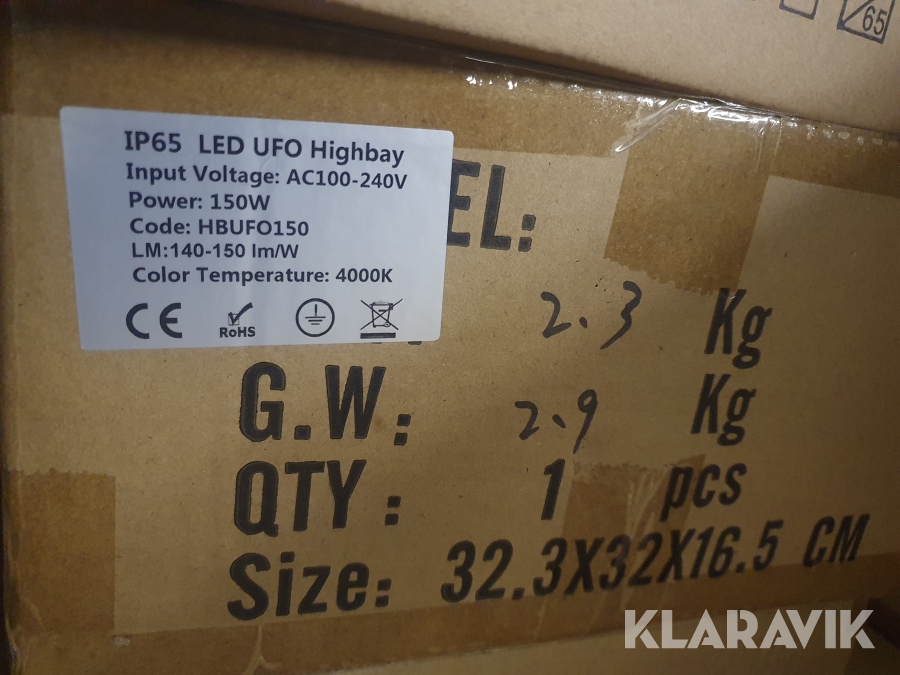 65
IP65 LED UFO Highbay
Input Voltage: AC100-240V
Power: 150W
Code: HBUFO150
LM:140-150 lm/W
Color Temperature: 4000K
CE RoHS
EL:
2.3 Kg
G.W: 2.9 Kg
QTY: 1 pcs
Size: 32.3X32X16.5 CM
KLARAVIK